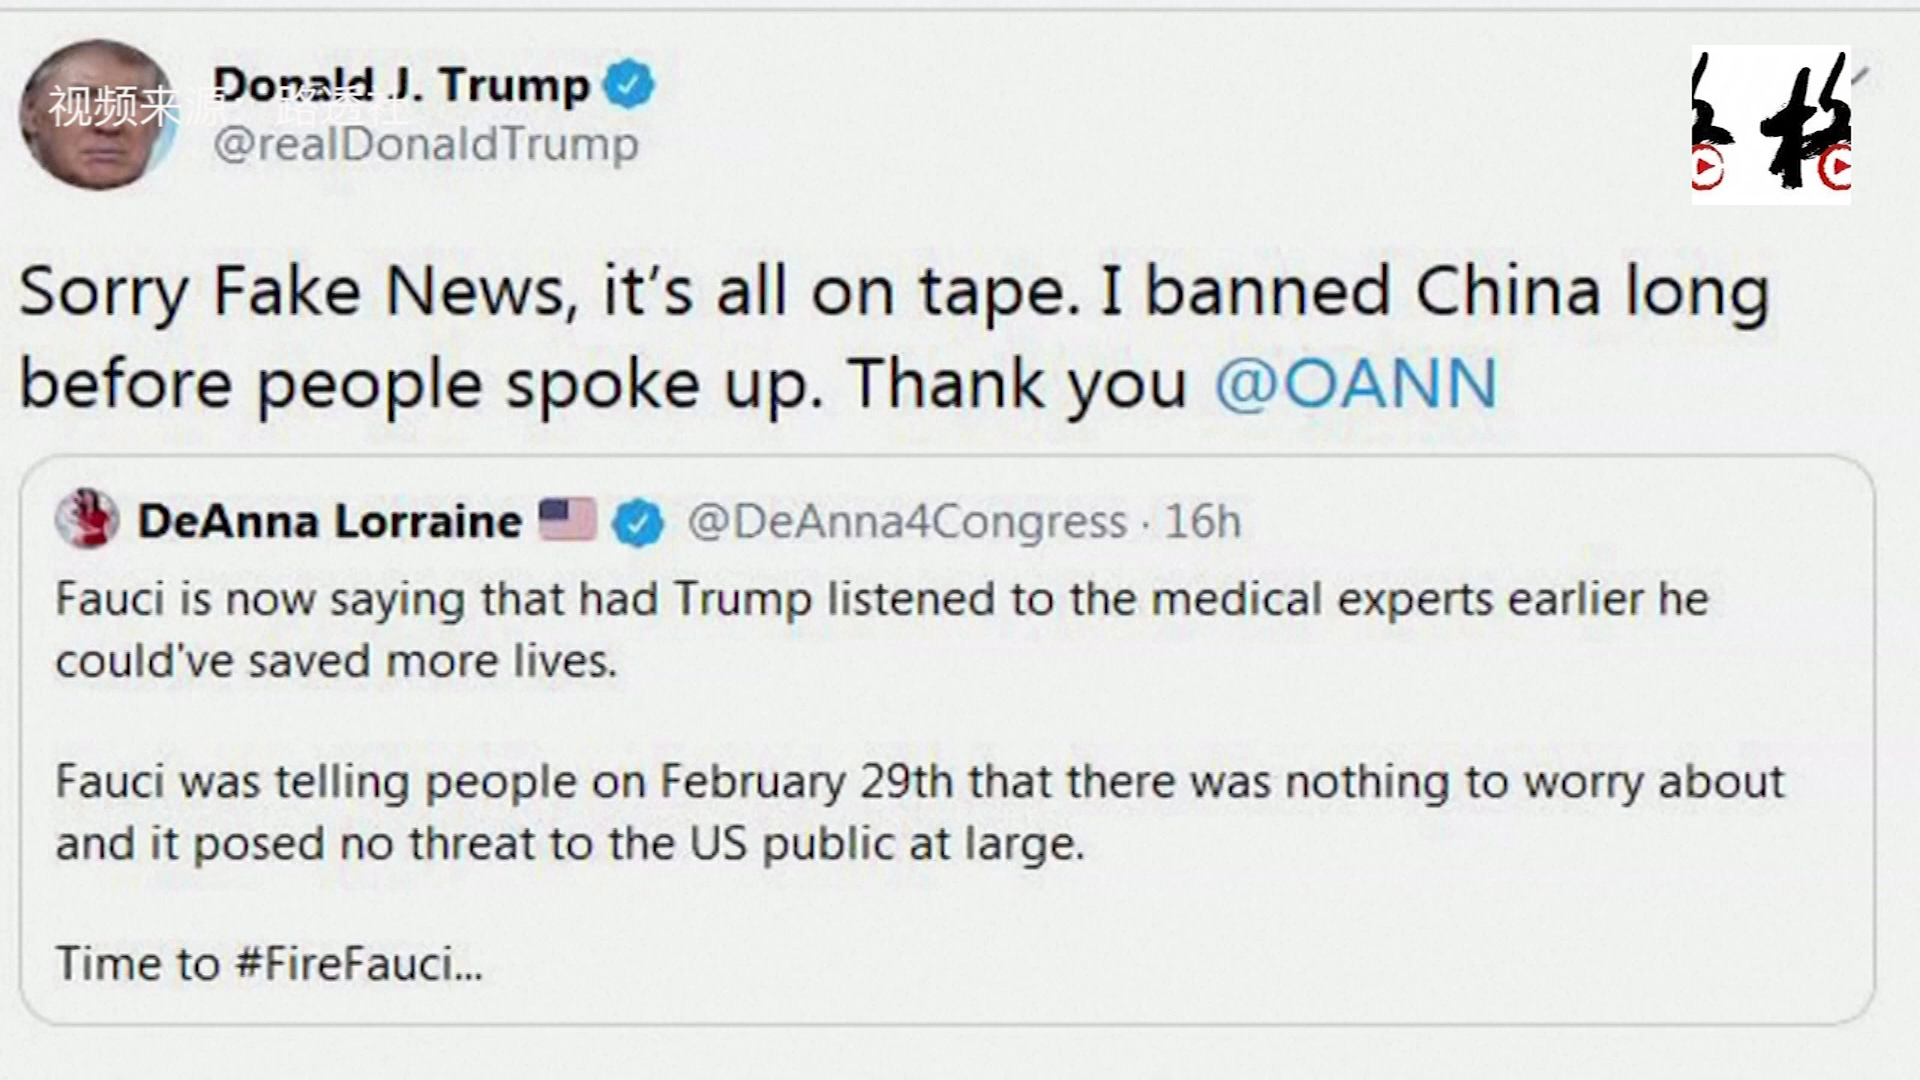 Donald J. Trump
视频来源：路透社
@realDonaldTrump
Sorry Fake News, it’s all on tape. I banned China long
before people spoke up. Thank you @OANN
DeAnna Lorraine @DeAnna4Congress · 16h
Fauci is now saying that had Trump listened to the medical experts earlier he
could've saved more lives.
Fauci was telling people on February 29th that there was nothing to worry about
and it posed no threat to the US public at large.
Time to #FireFauci...